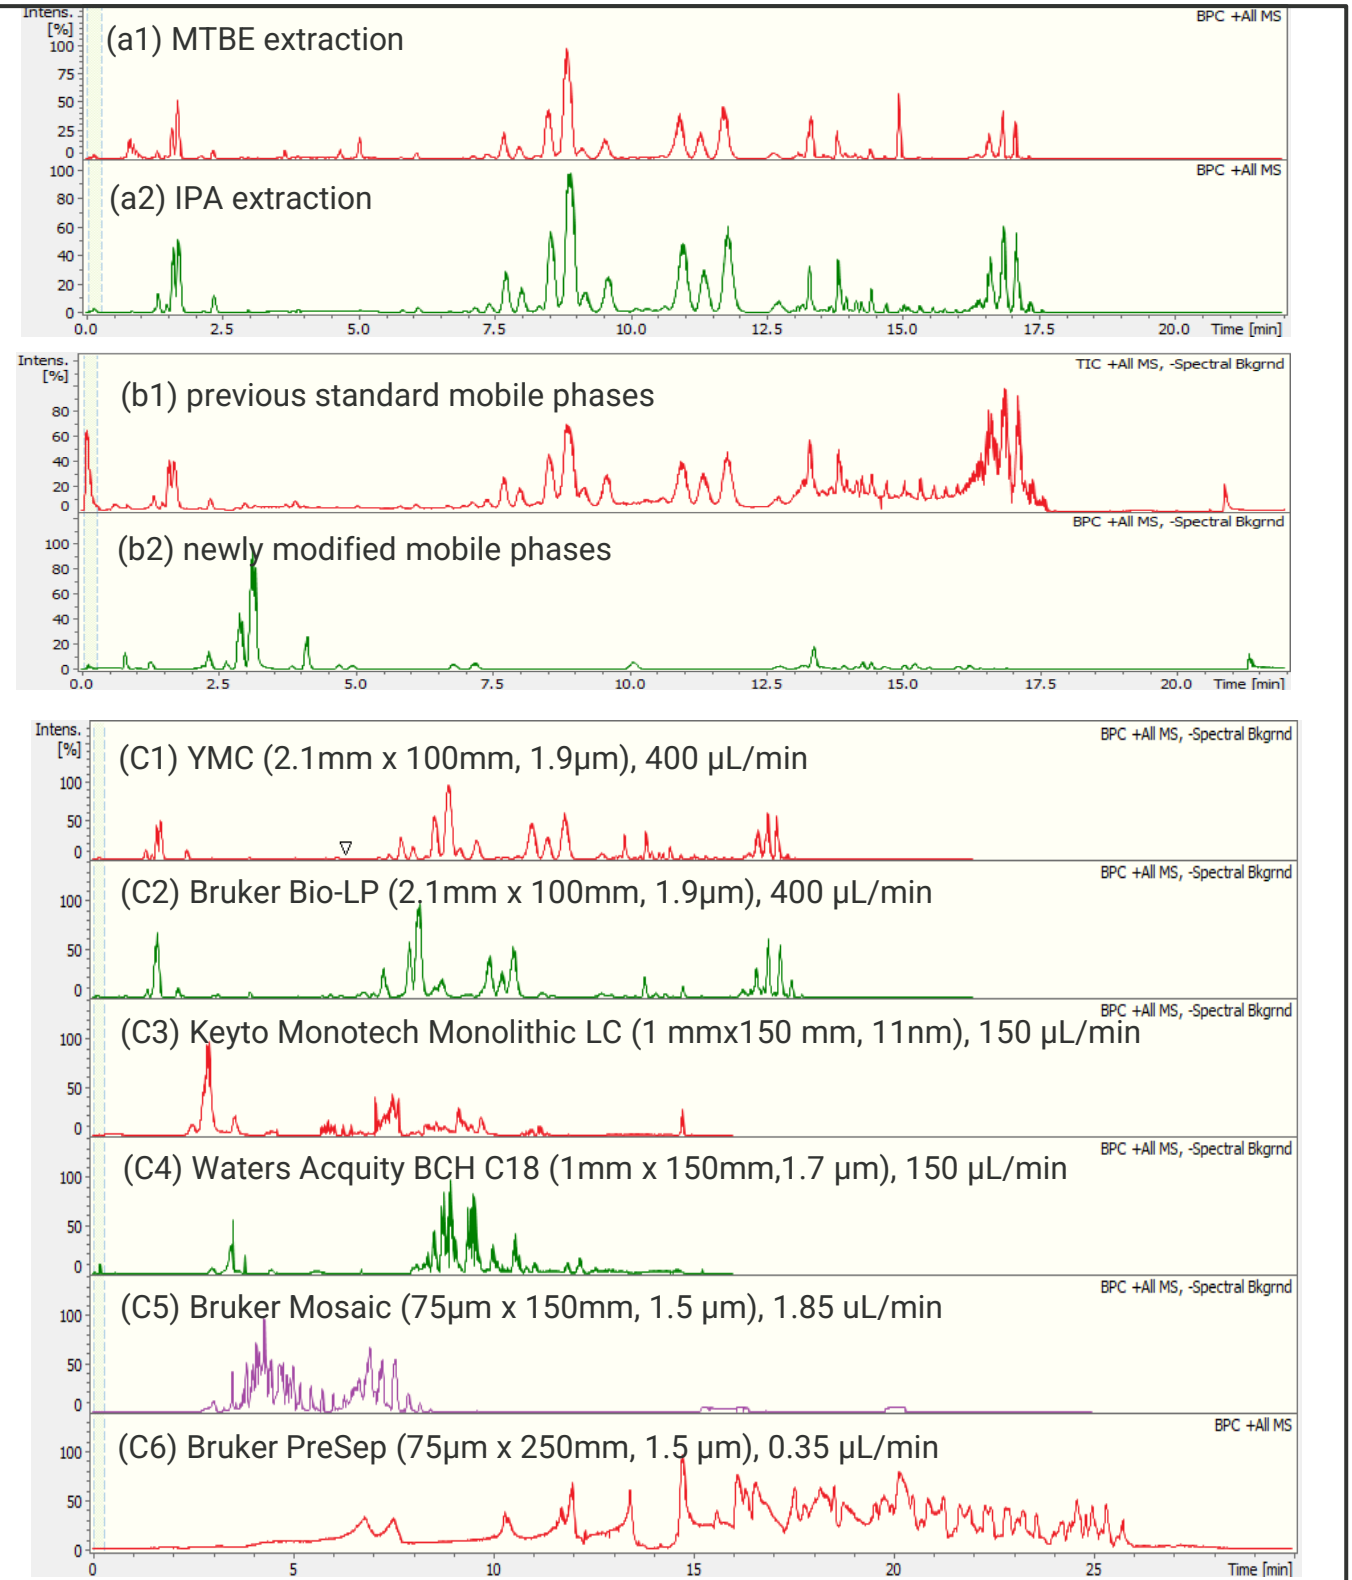 Intens.
[%]
BPC +All MS
(a1) MTBE extraction
100
75
50
25
0
BPC +All MS
(a2) IPA extraction
100
80
60
40
20
0
0.0 2.5 5.0 7.5 10.0 12.5 15.0 17.5 20.0 Time [min]
Intens.
[%]
TIC +All MS, -Spectral Bkgrnd
(b1) previous standard mobile phases
80
60
40
20
0
BPC +All MS, -Spectral Bkgrnd
(b2) newly modified mobile phases
100
80
60
40
20
0
0.0 2.5 5.0 7.5 10.0 12.5 15.0 17.5 20.0 Time [min]
Intens.
[%]
BPC +All MS, -Spectral Bkgrnd
(C1) YMC (2.1mm x 100mm, 1.9µm), 400 µL/min
100
50
0
BPC +All MS, -Spectral Bkgrnd
(C2) Bruker Bio-LP (2.1mm x 100mm, 1.9µm), 400 µL/min
100
50
0
BPC +All MS, -Spectral Bkgrnd
(C3) Keyto Monotech Monolithic LC (1 mmx150 mm, 11nm), 150 µL/min
100
50
0
BPC +All MS, -Spectral Bkgrnd
(C4) Waters Acquity BCH C18 (1mm x 150mm,1.7 µm), 150 µL/min
100
50
0
BPC +All MS, -Spectral Bkgrnd
(C5) Bruker Mosaic (75µm x 150mm, 1.5 µm), 1.85 uL/min
100
50
0
BPC +All MS
(C6) Bruker PreSep (75µm x 250mm, 1.5 µm), 0.35 µL/min
100
50
0
0 5 10 15 20 25 Time [min]